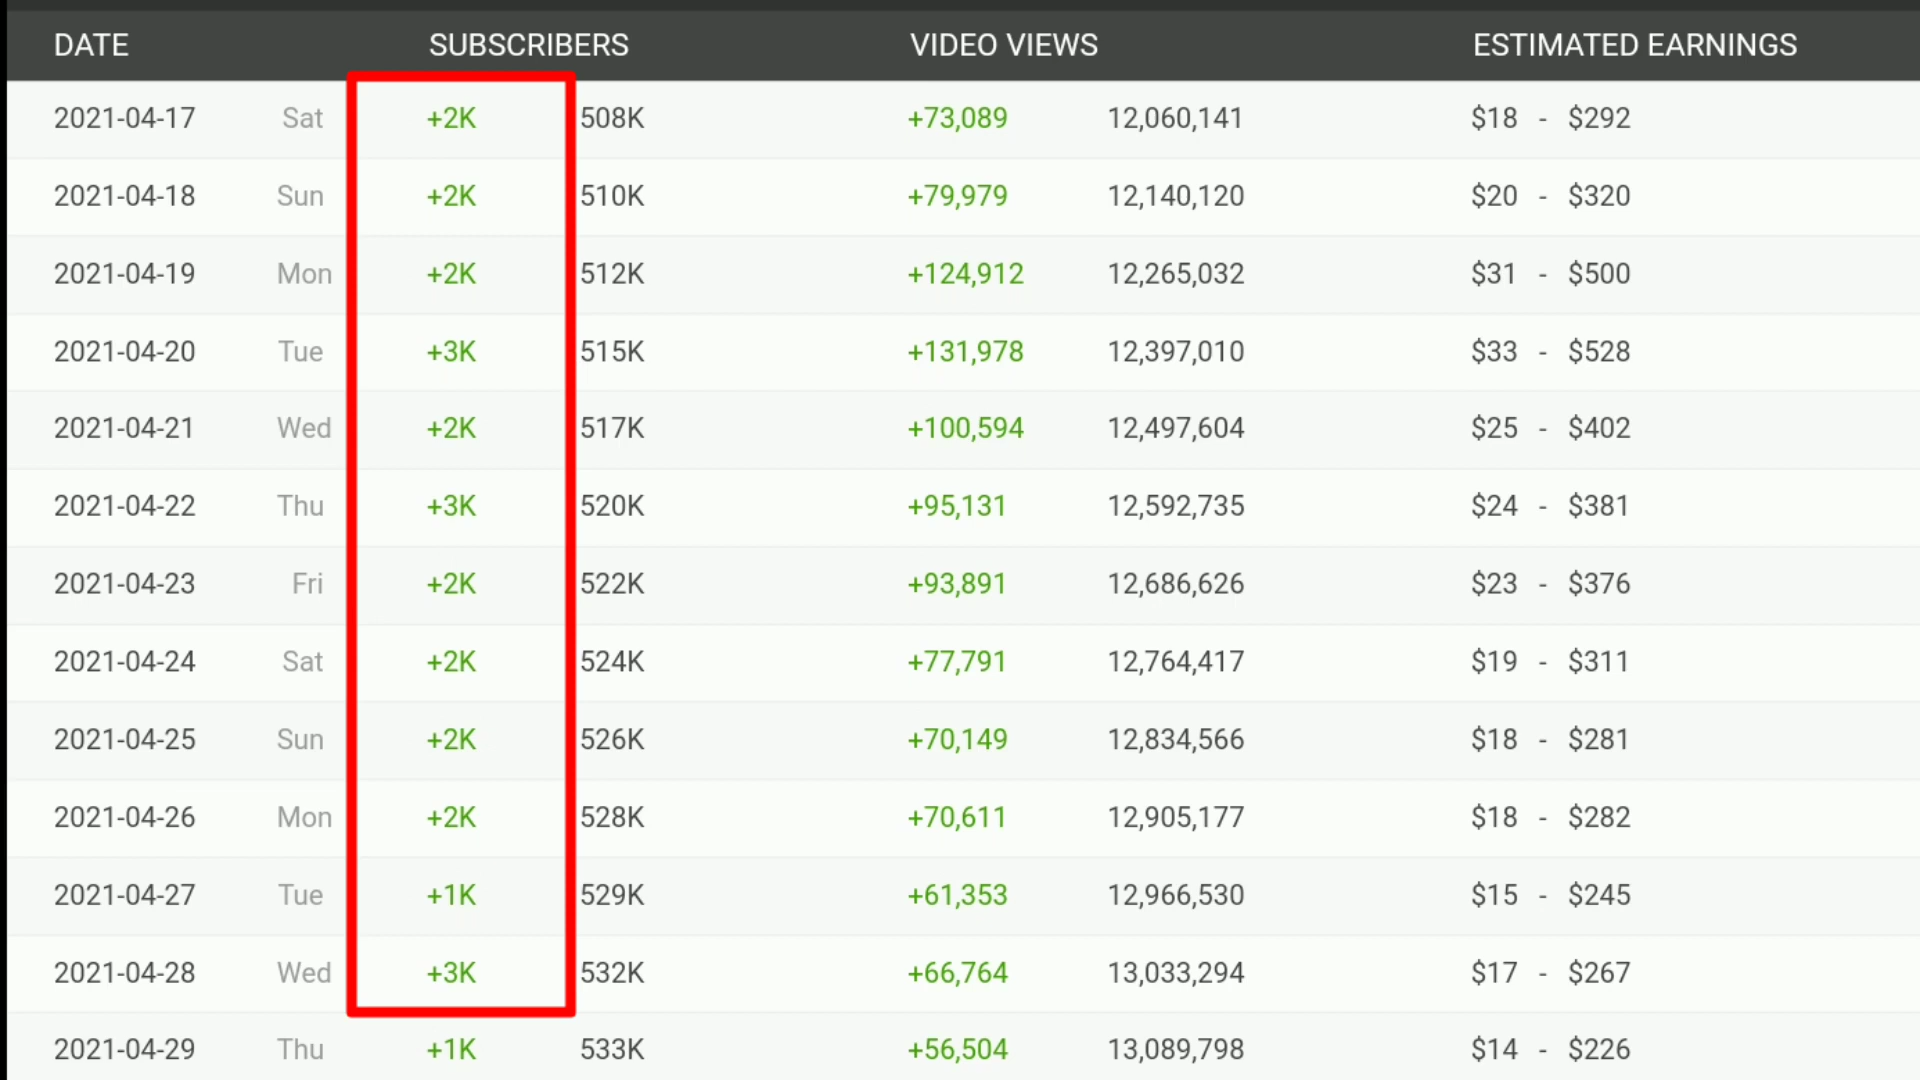 DATE SUBSCRIBERS VIDEO VIEWS ESTIMATED EARNINGS
2021-04-17 Sat +2K 508K +73,089 12,060,141 $18 - $292
2021-04-18 Sun +2K 510K +79,979 12,140,120 $20 - $320
2021-04-19 Mon +2K 512K +124,912 12,265,032 $31 - $500
2021-04-20 Tue +3K 515K +131,978 12,397,010 $33 - $528
2021-04-21 Wed +2K 517K +100,594 12,497,604 $25 - $402
2021-04-22 Thu +3K 520K +95,131 12,592,735 $24 - $381
2021-04-23 Fri +2K 522K +93,891 12,686,626 $23 - $376
2021-04-24 Sat +2K 524K +77,791 12,764,417 $19 - $311
2021-04-25 Sun +2K 526K +70,149 12,834,566 $18 - $281
2021-04-26 Mon +2K 528K +70,611 12,905,177 $18 - $282
2021-04-27 Tue +1K 529K +61,353 12,966,530 $15 - $245
2021-04-28 Wed +3K 532K +66,764 13,033,294 $17 - $267
2021-04-29 Thu +1K 533K +56,504 13,089,798 $14 - $226